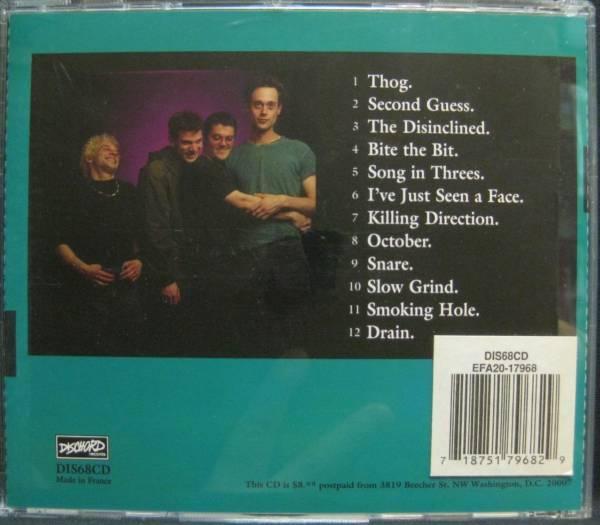 1 Thog.
2 Second Guess.
3 The Disinclined.
4 Bite the Bit.
5 Song in Threes.
6 I've Just Seen a Face.
7 Killing Direction.
8 October.
9 Snare.
10 Slow Grind.
11 Smoking Hole.
12 Drain.
DIS68CD
EFA20-17968
7 18751 79682 9
DISCHORD
RECORDS
DIS68CD
Made in France
This CD is $8.00 postpaid from 3819 Beecher St. NW Washington, D.C. 20007